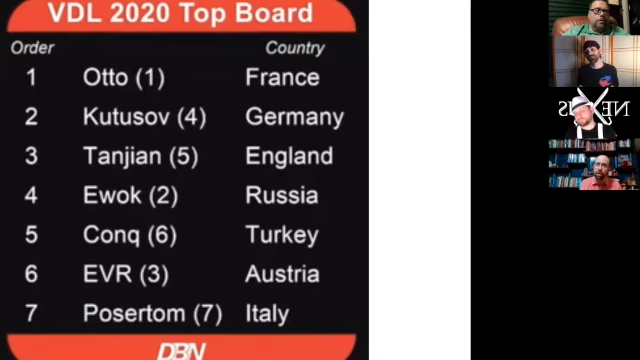 VDL 2020 Top Board
Order Country
1 Otto (1) France
2 Kutusov (4) Germany
3 Tanjian (5) England
4 Ewok (2) Russia
5 Conq (6) Turkey
6 EVR (3) Austria
7 Posertom (7) Italy
DBN